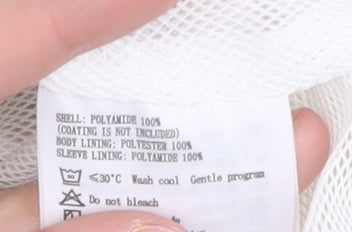 SHELL: POLYAMIDE 100%
(COATING IS NOT INCLUDED)
BODY LINING: POLYESTER 100%
SLEEVE LINING: POLYAMIDE 100%
≤30°C Wash cool Gentle program
Do not bleach